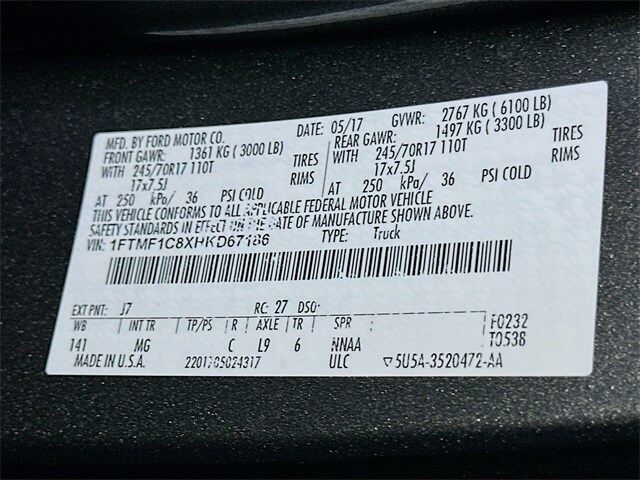 MFD. BY FORD MOTOR CO. DATE: 05/17 GVWR: 2767 KG ( 6100 LB)
FRONT GAWR: 1361 KG ( 3000 LB) REAR GAWR: 1497 KG ( 3300 LB)
WITH 245/70R17 110T TIRES WITH 245/70R17 110T TIRES
17x7.5J RIMS 17x7.5J RIMS
AT 250 kPa/ 36 PSI COLD AT 250 kPa/ 36 PSI COLD
THIS VEHICLE CONFORMS TO ALL APPLICABLE FEDERAL MOTOR VEHICLE
SAFETY STANDARDS IN EFFECT ON THE DATE OF MANUFACTURE SHOWN ABOVE.
VIN: 1FTMF1C8XHKD67186 TYPE: Truck
EXT PNT: J7 RC: 27 DSO:
WB INT TR TP/PS R AXLE TR SPR F0232
141 MG C L9 6 NNAA T0538
MADE IN U.S.A. ULC ▽5U5A-3520472-AA